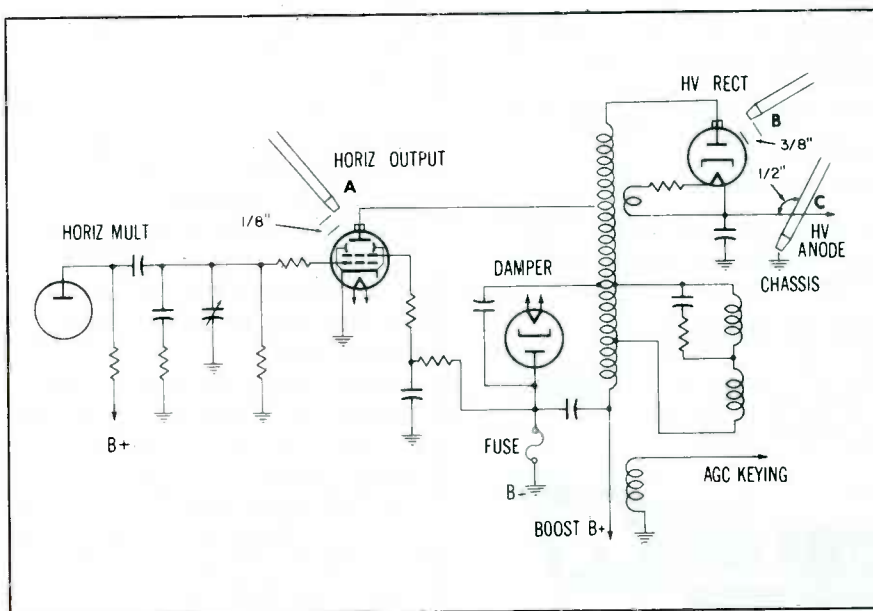 HV RECT
B
3/8"
HORIZ OUTPUT
A
1/2"
1/8"
C
HORIZ MULT
HV
ANODE
DAMPER
CHASSIS
B+
FUSE
B+
AGC KEYING
BOOST B+